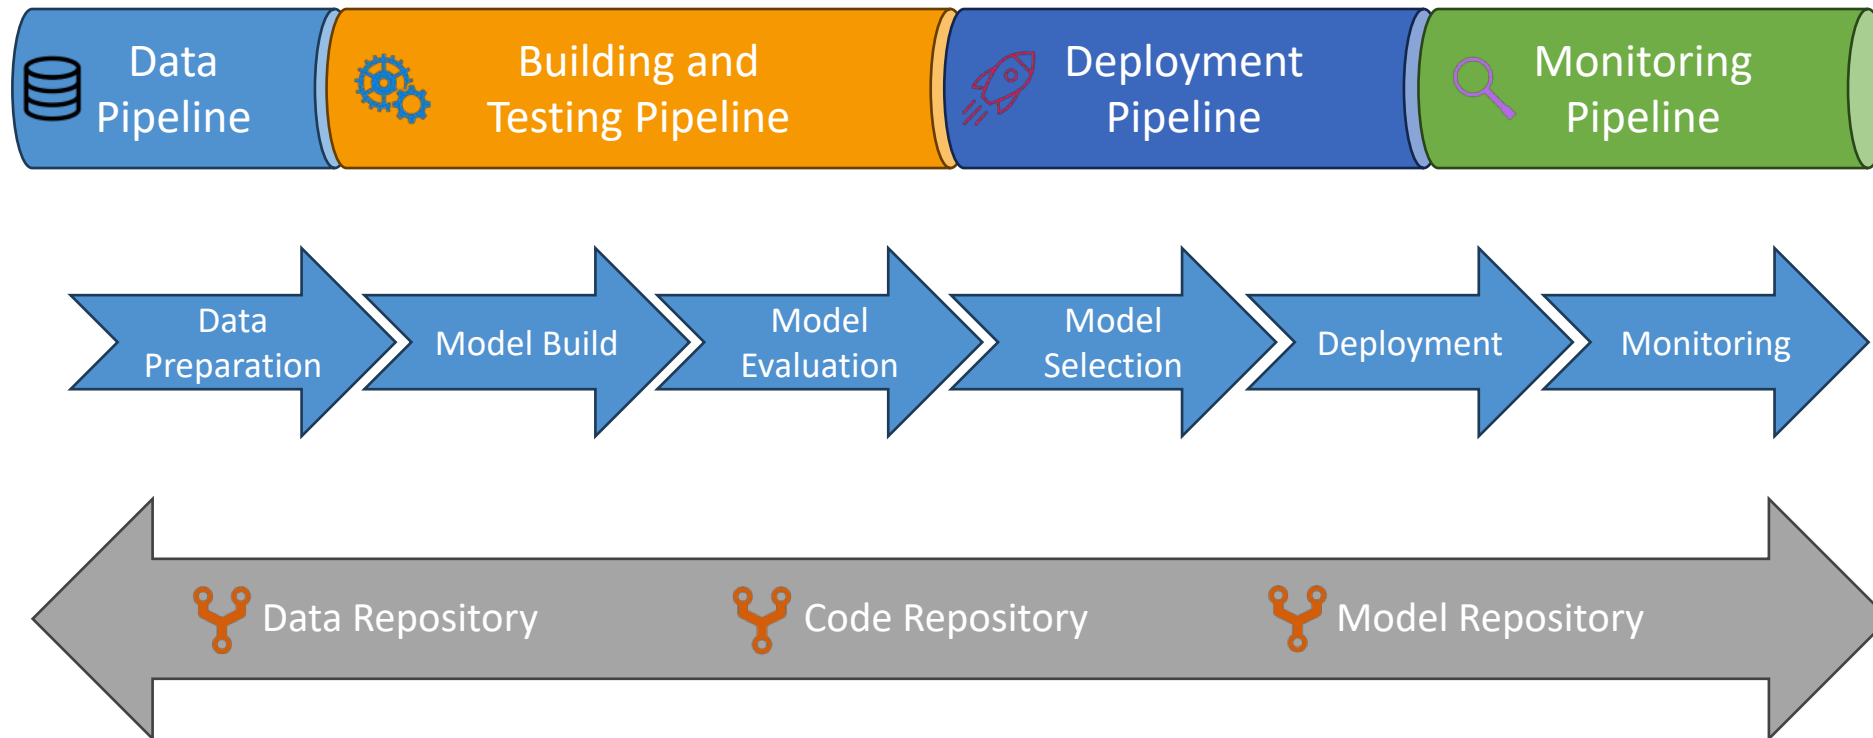 Data
Pipeline
Building and
Testing Pipeline
Deployment
Pipeline
Monitoring
Pipeline
Data
Preparation
Model Build
Model
Evaluation
Model
Selection
Deployment
Monitoring
Data Repository
Code Repository
Model Repository